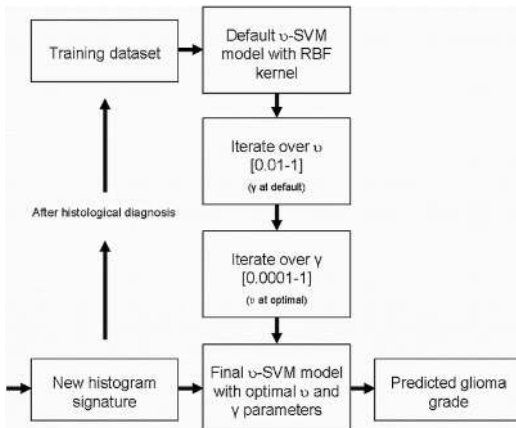 Training dataset
Default υ-SVM
model with RBF
kernel
Iterate over υ
[0.01-1]
(γ at default)
After histological diagnosis
Iterate over γ
[0.0001-1]
(υ at optimal)
New histogram
signature
Final υ-SVM model
with optimal υ and
γ parameters
Predicted glioma
grade